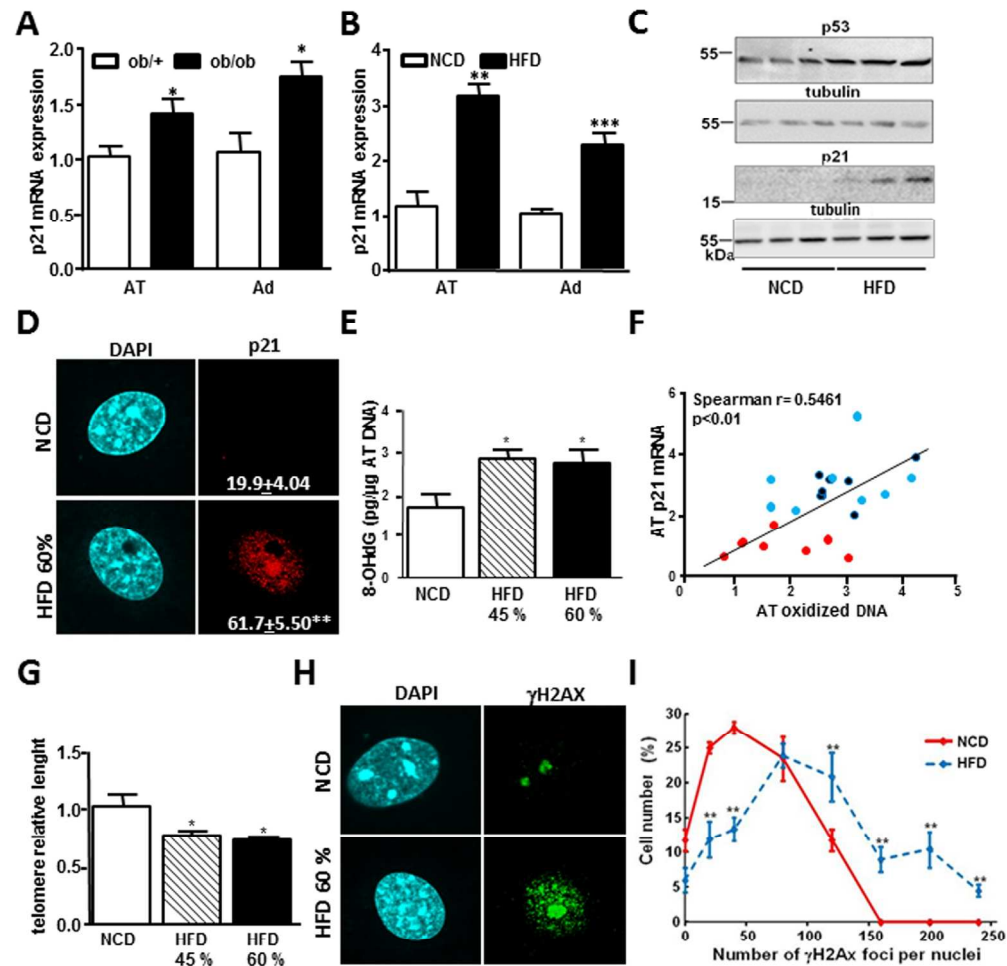 A
p21 mRNA expression
2.0
1.5
1.0
0.5
0.0
ob/+ ob/ob
*
*
AT Ad
B
p21 mRNA expression
6
4
3
2
1
0
NCD HFD
**
***
AT Ad
C
p53
55
tubulin
55
p21
15
tubulin
55
kDa
NCD HFD
D
DAPI p21
NCD
19.9±4.04
HFD 60%
61.7±5.50**
E
8-OHdG (pg/µg AT DNA)
3
2
1
0
* *
NCD HFD HFD
45 % 60 %
F
Spearman r= 0.5461
p<0.01
AT p21 mRNA
6
4
2
0
0 1 2 3 4 5
AT oxidized DNA
G
telomere relative lenght
1.5
1.0
0.5
0.0
* *
NCD HFD HFD
45 % 60 %
H
DAPI γH2AX
NCD
HFD 60 %
I
Cell number (%)
30
25
20
15
10
5
0
NCD
HFD
**
**
**
**
**
**
0 50 100 150 200 250
Number of γH2Ax foci per nuclei